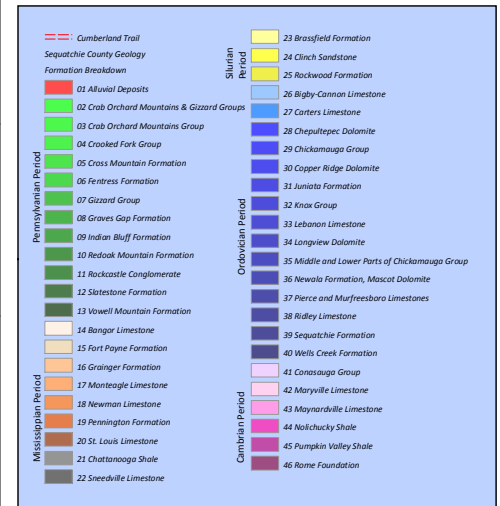 Cumberland Trail
Sequatchie County Geology
Formation Breakdown
Pennsylvanian Period
01 Alluvial Deposits
02 Crab Orchard Mountains & Gizzard Groups
03 Crab Orchard Mountains Group
04 Crooked Fork Group
05 Cross Mountain Formation
06 Fentress Formation
07 Gizzard Group
08 Graves Gap Formation
09 Indian Bluff Formation
10 Redoak Mountain Formation
11 Rockcastle Conglomerate
12 Slatestone Formation
13 Vowell Mountain Formation
Mississippian Period
14 Bangor Limestone
15 Fort Payne Formation
16 Grainger Formation
17 Monteagle Limestone
18 Newman Limestone
19 Pennington Formation
20 St. Louis Limestone
21 Chattanooga Shale
22 Sneedville Limestone
Silurian
Period
23 Brassfield Formation
24 Clinch Sandstone
25 Rockwood Formation
Ordovician Period
26 Bigby-Cannon Limestone
27 Carters Limestone
28 Chepultepec Dolomite
29 Chickamauga Group
30 Copper Ridge Dolomite
31 Juniata Formation
32 Knox Group
33 Lebanon Limestone
34 Longview Dolomite
35 Middle and Lower Parts of Chickamauga Group
36 Newala Formation, Mascot Dolomite
37 Pierce and Murfreesboro Limestones
38 Ridley Limestone
39 Sequatchie Formation
40 Wells Creek Formation
Cambrian Period
41 Conasauga Group
42 Maryville Limestone
43 Maynardville Limestone
44 Nolichucky Shale
45 Pumpkin Valley Shale
46 Rome Foundation